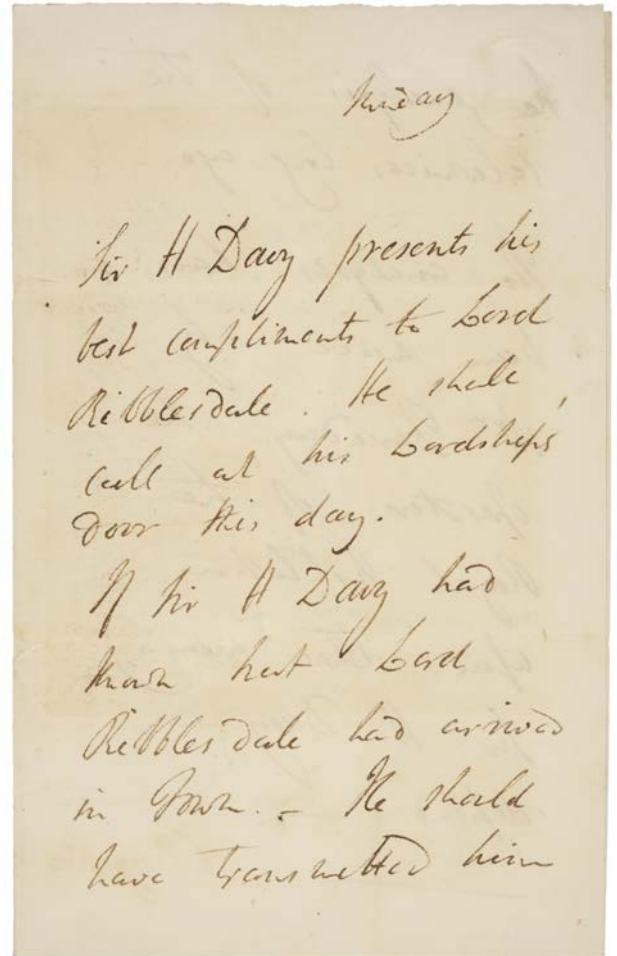 Friday
Sir H Davy presents his
best compliments to Lord
Ribblesdale. He shall
call at his Lordships
door this day.
If Sir H Davy had
known that Lord
Ribblesdale had arrived
in Town. - He should
have transmitted him